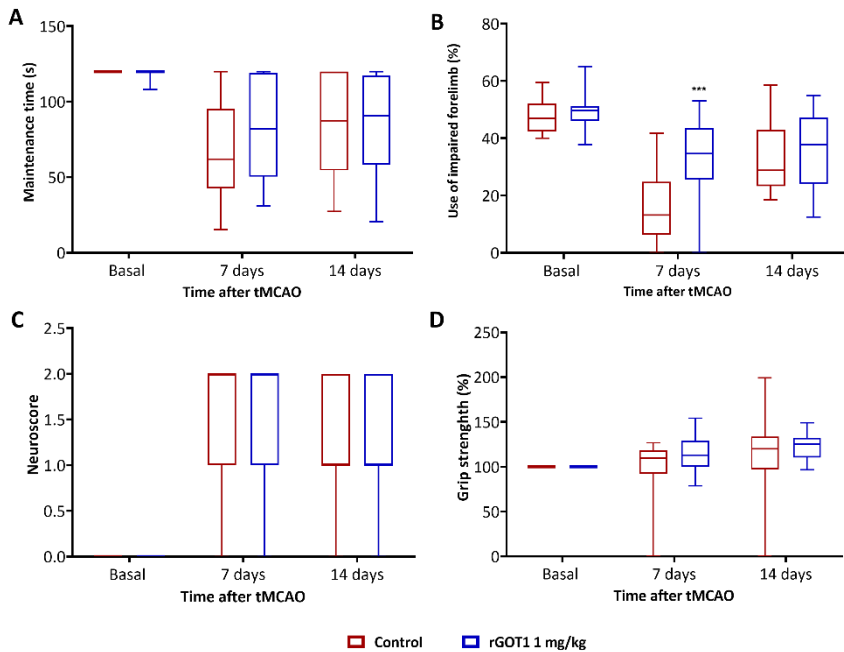 A
Maintenance time (s)
150
100
50
0
Basal
7 days
14 days
Time after tMCAO
B
Use of impaired forelimb (%)
80
60
40
20
0
***
Basal
7 days
14 days
Time after tMCAO
C
Neuroscore
2.5
2.0
1.5
1.0
0.5
0.0
Basal
7 days
14 days
Time after tMCAO
D
Grip strenghth (%)
250
200
150
100
50
0
Basal
7 days
14 days
Time after tMCAO
Control
rGOT1 1 mg/kg